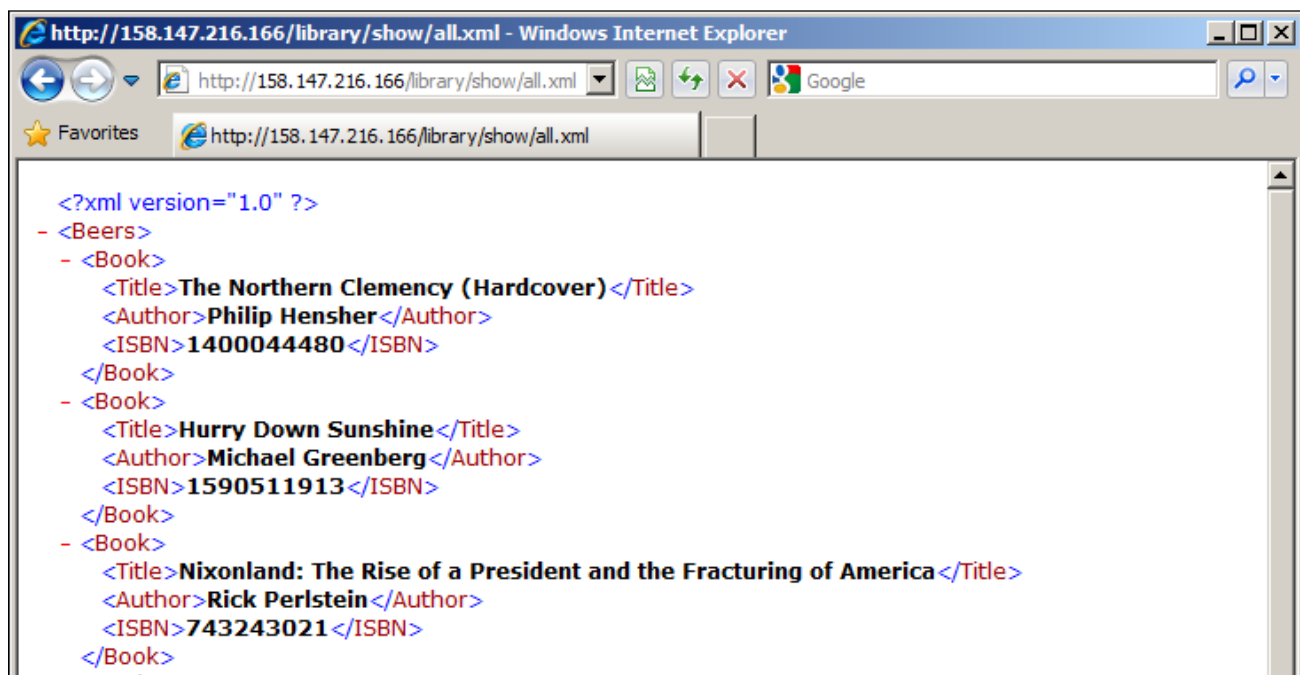 http://158.147.216.166/library/show/all.xml - Windows Internet Explorer
http://158.147.216.166/library/show/all.xml Google
Favorites http://158.147.216.166/library/show/all.xml
<?xml version="1.0" ?>
- <Beers>
- <Book>
<Title>The Northern Clemency (Hardcover)</Title>
<Author>Philip Hensher</Author>
<ISBN>1400044480</ISBN>
</Book>
- <Book>
<Title>Hurry Down Sunshine</Title>
<Author>Michael Greenberg</Author>
<ISBN>1590511913</ISBN>
</Book>
- <Book>
<Title>Nixonland: The Rise of a President and the Fracturing of America</Title>
<Author>Rick Perlstein</Author>
<ISBN>743243021</ISBN>
</Book>